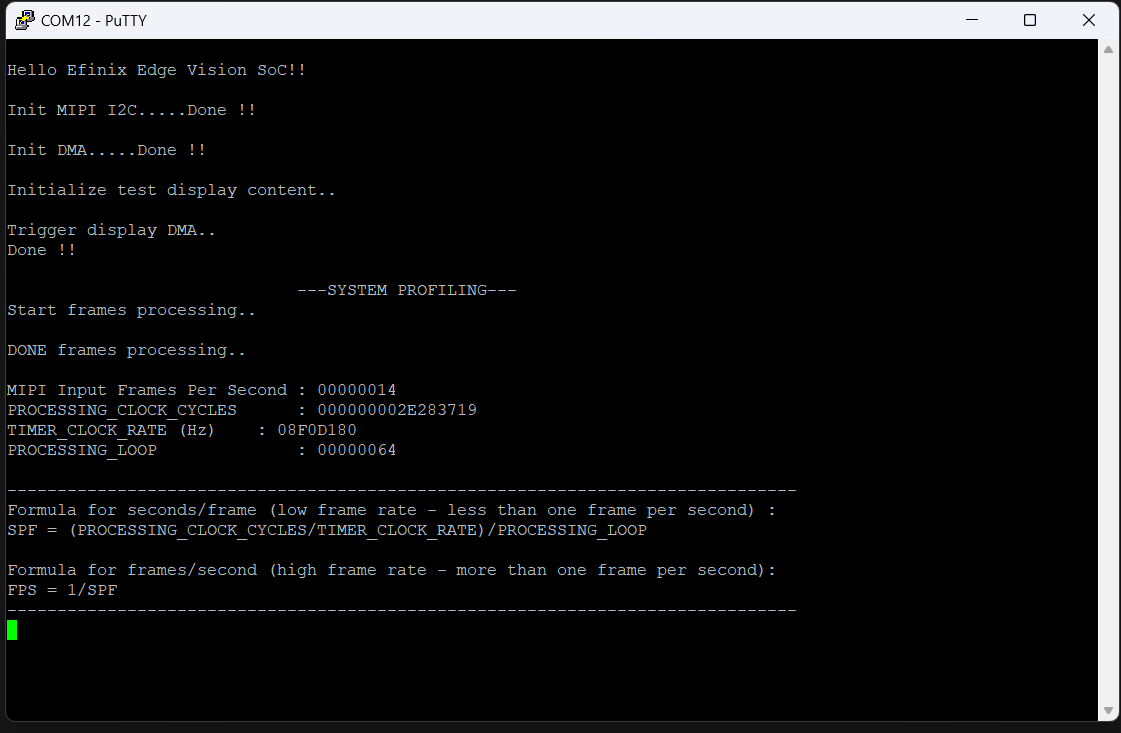 COM12 - PuTTY
Hello Efinix Edge Vision SoC!!
Init MIPI I2C.....Done !!
Init DMA.....Done !!
Initialize test display content..
Trigger display DMA..
Done !!
---SYSTEM PROFILING---
Start frames processing..
DONE frames processing..
MIPI Input Frames Per Second : 00000014
PROCESSING_CLOCK_CYCLES      : 000000002E283719
TIMER_CLOCK_RATE (Hz)    : 08F0D180
PROCESSING_LOOP              : 00000064
-------------------------------------------------------------------------------
Formula for seconds/frame (low frame rate - less than one frame per second) :
SPF = (PROCESSING_CLOCK_CYCLES/TIMER_CLOCK_RATE)/PROCESSING_LOOP
Formula for frames/second (high frame rate - more than one frame per second):
FPS = 1/SPF
-------------------------------------------------------------------------------